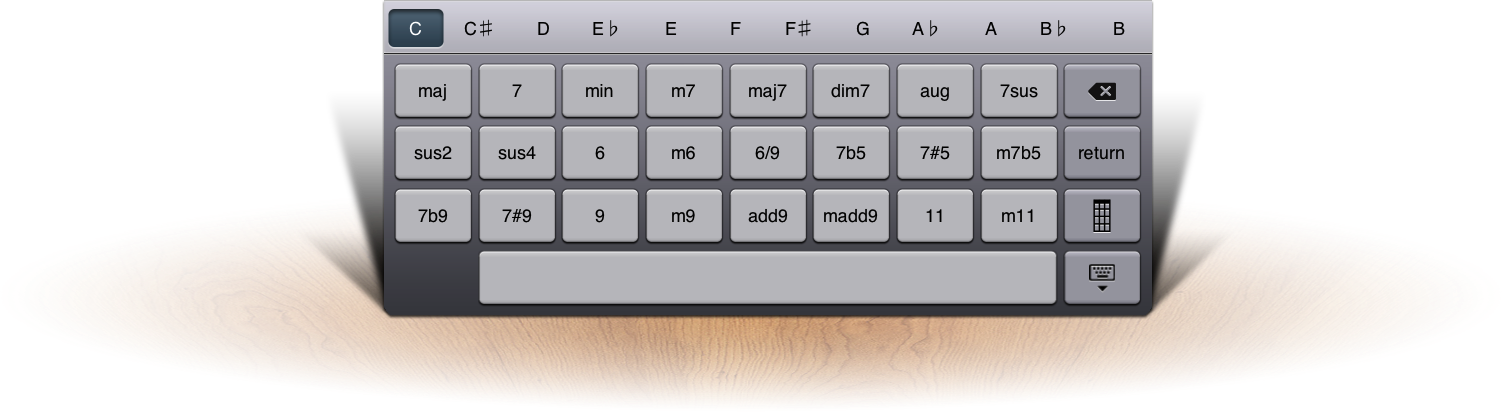 C C♯ D E♭ E F F♯ G A♭ A B♭ B
maj 7 min m7 maj7 dim7 aug 7sus
sus2 sus4 6 m6 6/9 7b5 7#5 m7b5 return
7b9 7#9 9 m9 add9 madd9 11 m11